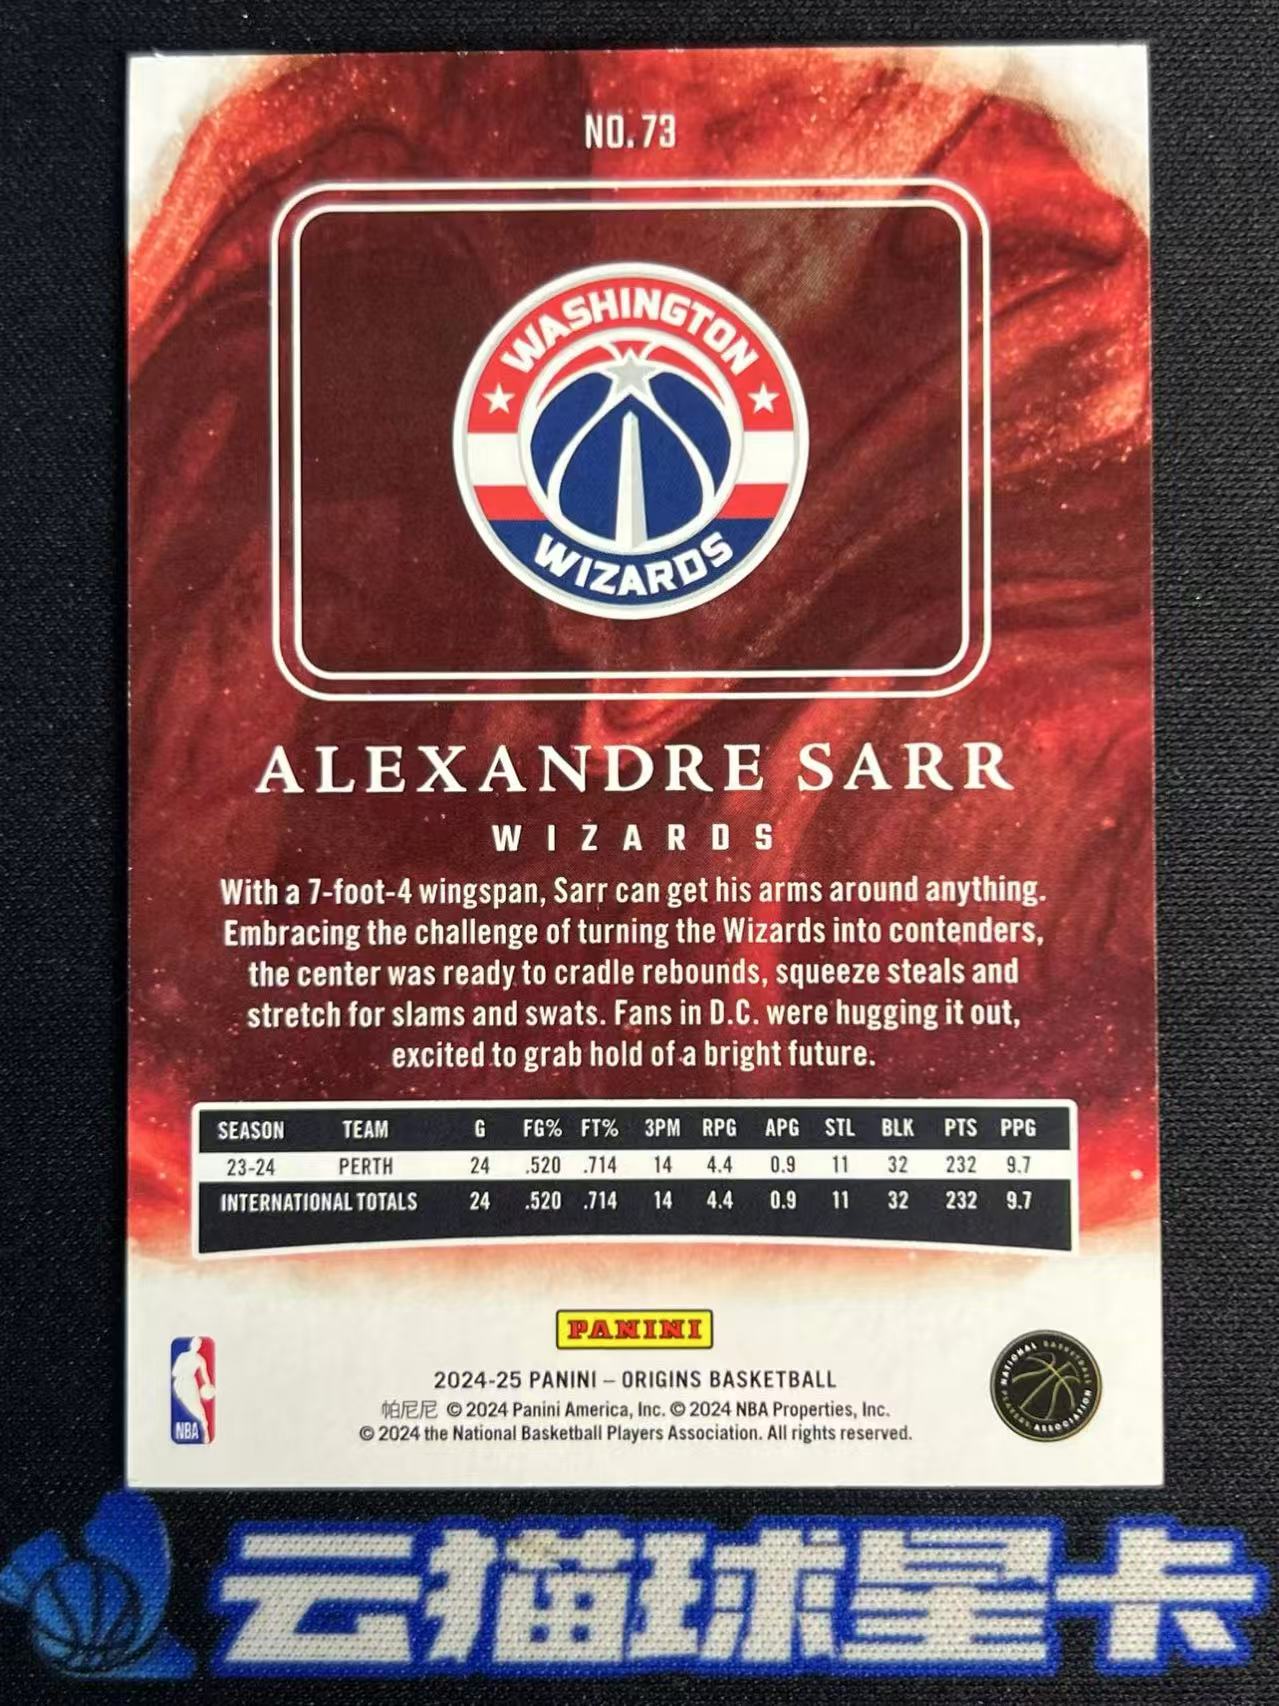 NO.73
WASHINGTON
WIZARDS
ALEXANDRE SARR
WIZARDS
With a 7-foot-4 wingspan, Sarr can get his arms around anything.
Embracing the challenge of turning the Wizards into contenders,
the center was ready to cradle rebounds, squeeze steals and
stretch for slams and swats. Fans in D.C. were hugging it out,
excited to grab hold of a bright future.
SEASON TEAM G FG% FT% 3PM RPG APG STL BLK PTS PPG
23-24 PERTH 24 .520 .714 14 4.4 0.9 11 32 232 9.7
INTERNATIONAL TOTALS 24 .520 .714 14 4.4 0.9 11 32 232 9.7
PANINI
2024-25 PANINI – ORIGINS BASKETBALL
帕尼尼 © 2024 Panini America, Inc. © 2024 NBA Properties, Inc.
© 2024 the National Basketball Players Association. All rights reserved.
NBA
NATIONAL BASKETBALL
PLAYERS ASSOCIATION
云猫球星卡